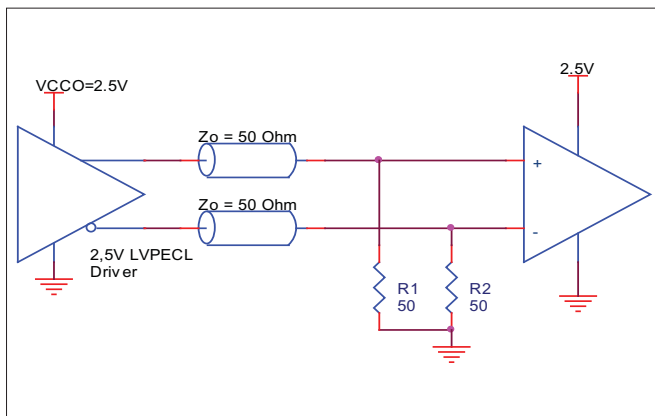 VCCO=2.5V
2.5V
Zo = 50 Ohm
+
Zo = 50 Ohm
-
2,5V LVPECL
Driver
R1
50
R2
50